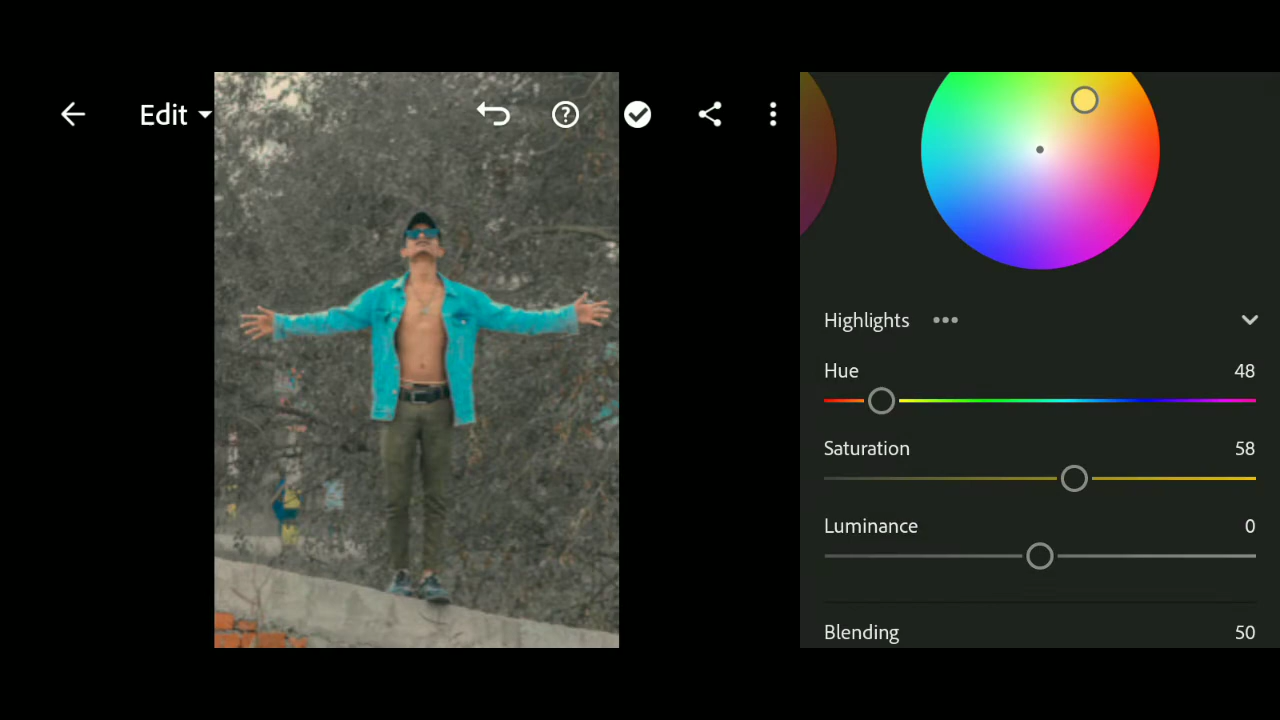 Edit
Highlights
Hue 48
Saturation 58
Luminance 0
Blending 50